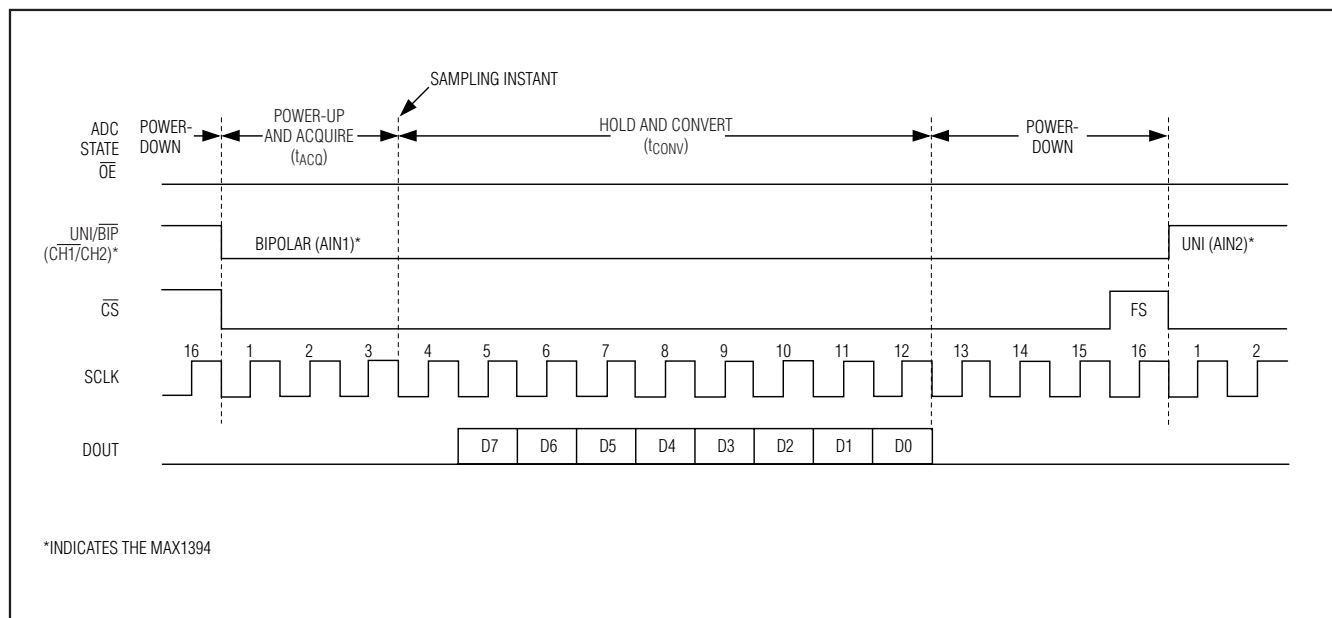 SAMPLING INSTANT
ADC STATE
POWER-DOWN
POWER-UP AND ACQUIRE (tACQ)
HOLD AND CONVERT (tCONV)
POWER-DOWN
OE
UNI/BIP (CH1/CH2)*
BIPOLAR (AIN1)*
UNI (AIN2)*
CS
FS
16 1 2 3 4 5 6 7 8 9 10 11 12 13 14 15 16 1 2
SCLK
DOUT
D7 D6 D5 D4 D3 D2 D1 D0
*INDICATES THE MAX1394